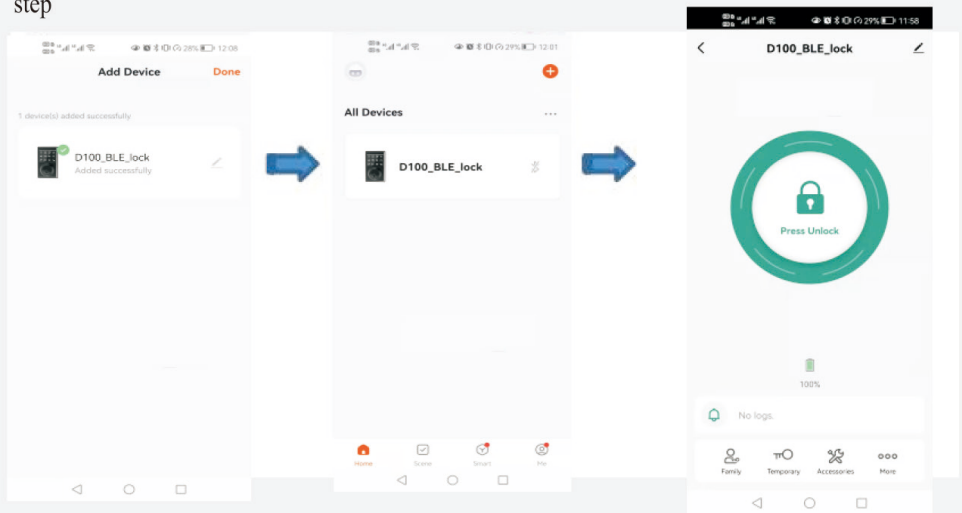 step
28% 12:08
Add Device Done
1 device(s) added successfully
D100_BLE_lock
Added successfully
29% 12:01
All Devices
D100_BLE_lock
Home Scene Smart Me
29% 11:58
D100_BLE_lock
Press Unlock
100%
No logs.
Family Temporary Accessories More